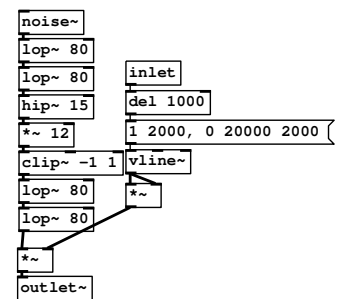 noise~
lop~ 80
lop~ 80
hip~ 15
*~ 12
clip~ −1 1
lop~ 80
lop~ 80
*~
outlet~
inlet
del 1000
1 2000, 0 20000 2000
vline~
*~